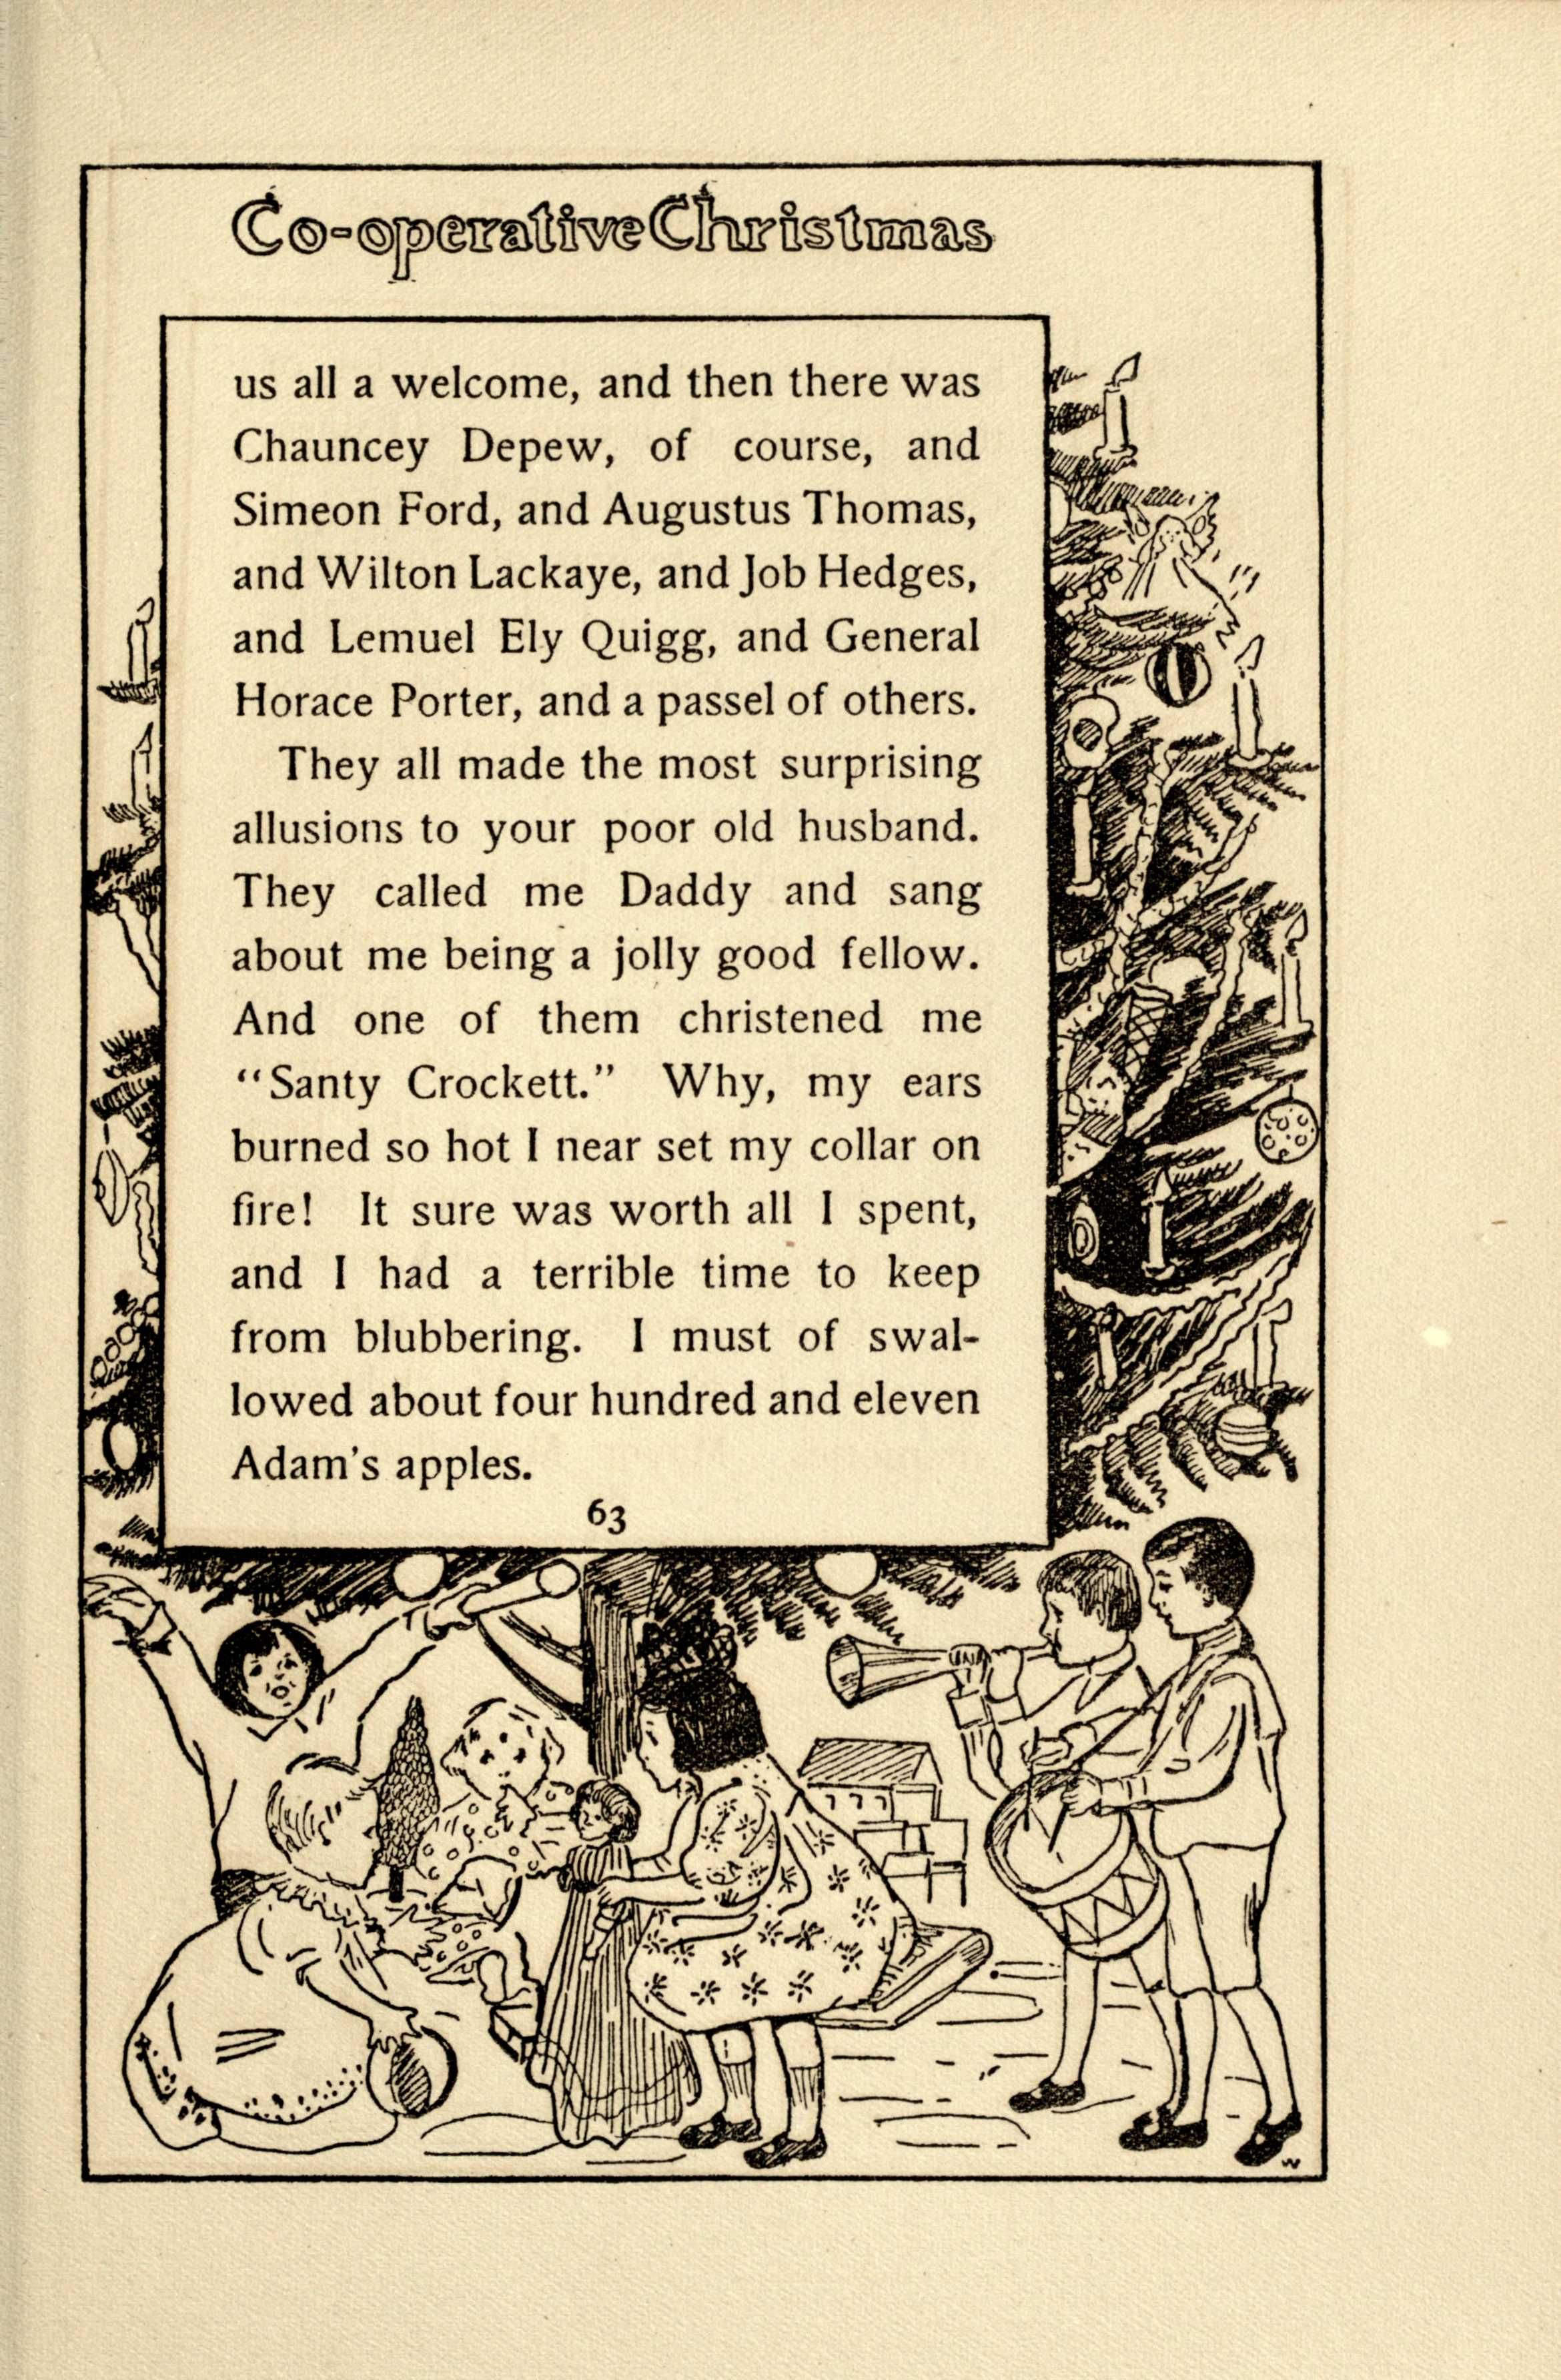 Co-operative Christmas
us all a welcome, and then there was
Chauncey Depew, of course, and
Simeon Ford, and Augustus Thomas,
and Wilton Lackaye, and Job Hedges,
and Lemuel Ely Quigg, and General
Horace Porter, and a passel of others.
They all made the most surprising
allusions to your poor old husband.
They called me Daddy and sang
about me being a jolly good fellow.
And one of them christened me
“Santy Crockett.” Why, my ears
burned so hot I near set my collar on
fire! It sure was worth all I spent,
and I had a terrible time to keep
from blubbering. I must of swal-
lowed about four hundred and eleven
Adam's apples.
63